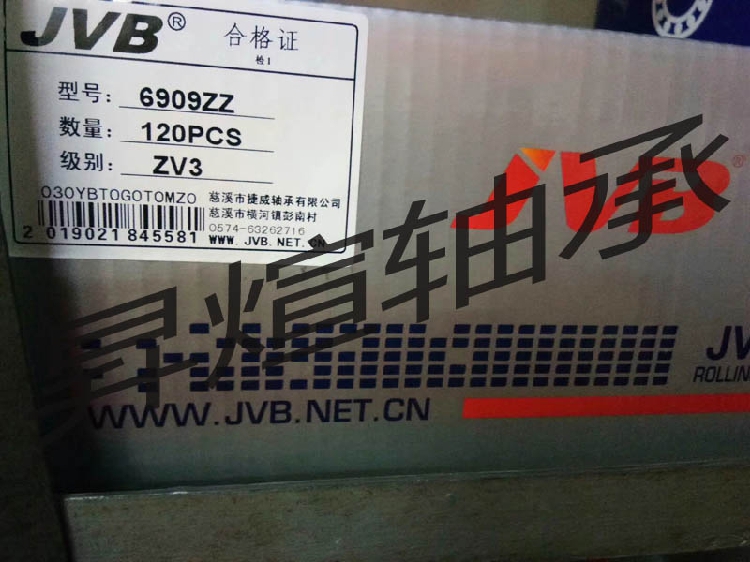 JVB® 合格证
检1
型号: 6909ZZ
数量: 120PCS
级别: ZV3
030YBT0G0T0MZ0
2 019021 845581
慈溪市捷威轴承有限公司
慈溪市横河镇彭南村
0574-63262716
WWW. JVB. NET. CN
JVB®
昇煊轴承
JV
ROLLIN
WWW.JVB.NET.CN